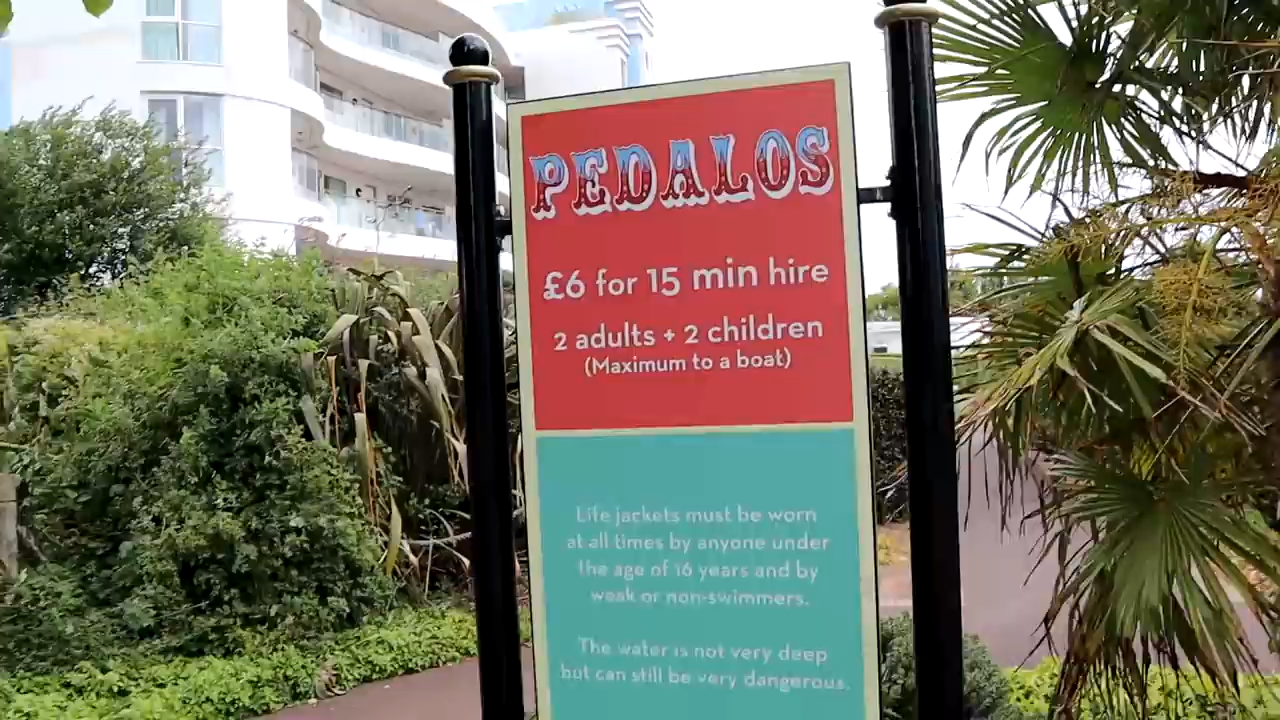 PEDALOS
£6 for 15 min hire
2 adults + 2 children
(Maximum to a boat)
Life jackets must be worn
at all times by anyone under
the age of 16 years and by
weak or non-swimmers.
The water is not very deep
but can still be very dangerous.